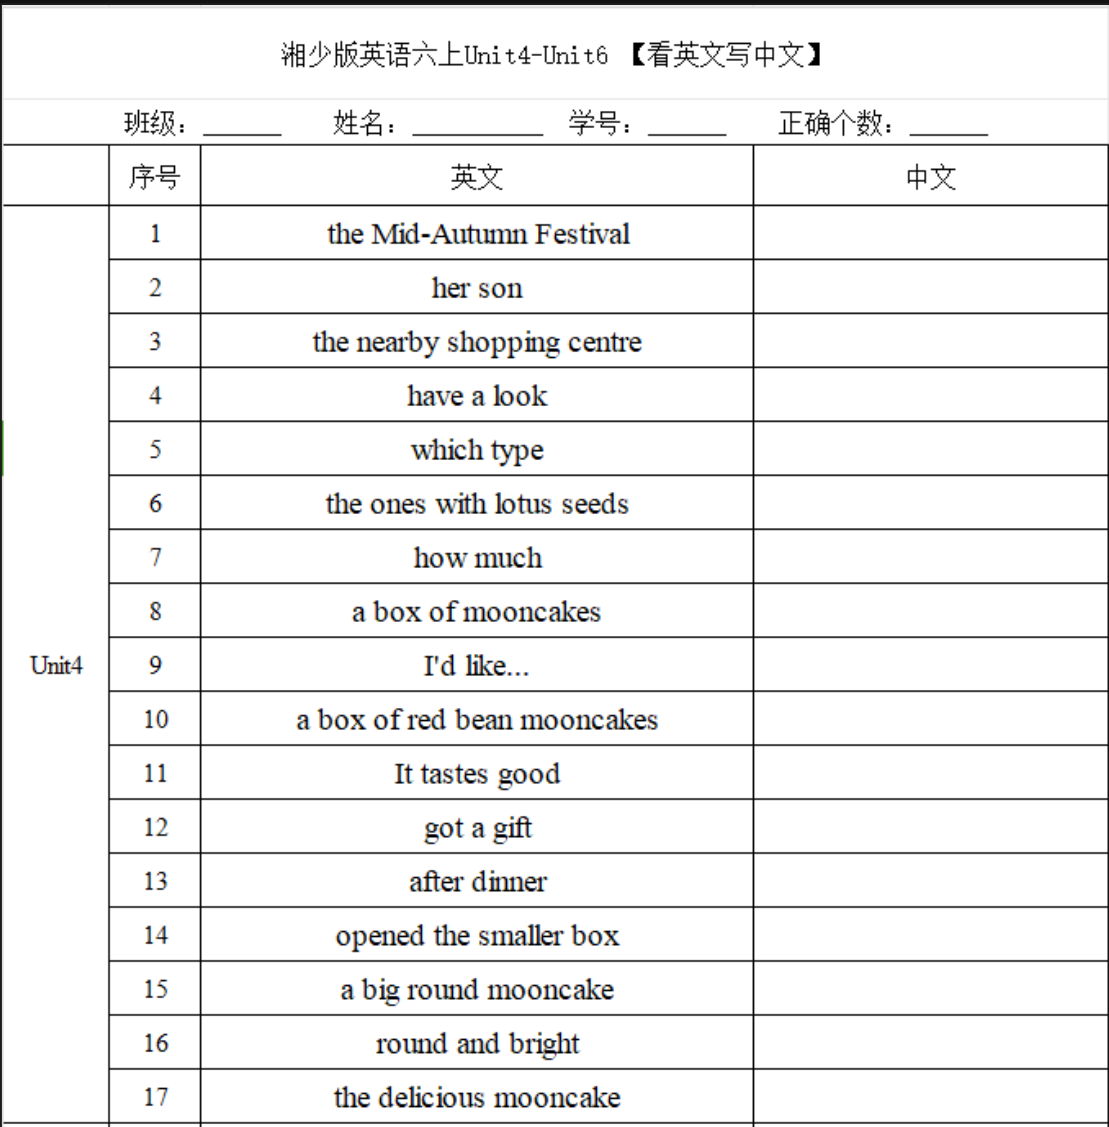 湘少版英语六上Unit4-Unit6 【看英文写中文】
班级：______ 姓名：__________ 学号：______ 正确个数：______
序号 英文 中文
1 the Mid-Autumn Festival
2 her son
3 the nearby shopping centre
4 have a look
5 which type
6 the ones with lotus seeds
7 how much
8 a box of mooncakes
Unit4 9 I'd like...
10 a box of red bean mooncakes
11 It tastes good
12 got a gift
13 after dinner
14 opened the smaller box
15 a big round mooncake
16 round and bright
17 the delicious mooncake